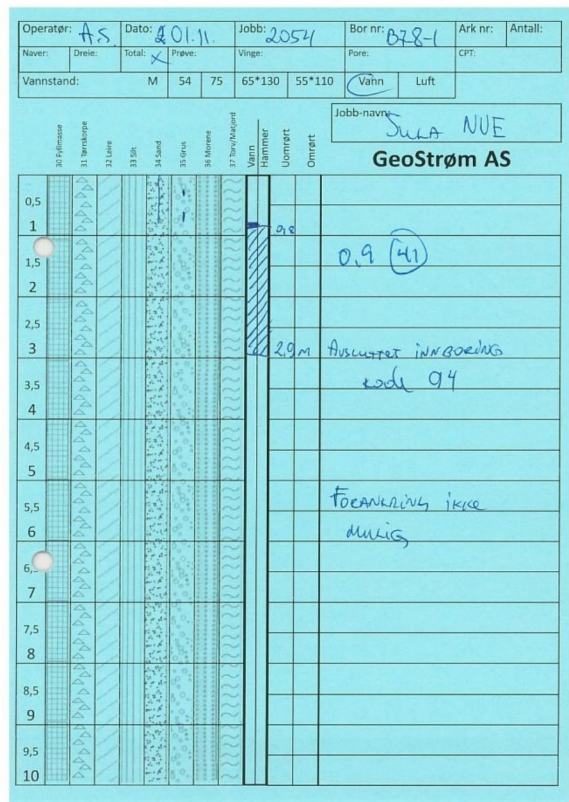 Operatør: A.S. Dato: 201.11. Jobb: 2054 Bor nr: B78-1 Ark nr: Antall:
Naver: Dreie: Total: X Prøve: Vinge: Pore: CPT:
Vannstand: M 54 75 65*130 55*110 Vann Luft
Jobb-navn:
SULA NUE
30 Fyllmasse 31 Tørrskorpe 32 Leire 33 Silt 34 Sand 35 Grus 36 Morene 37 Torv/Matjord Vann Hammer Uomrørt Omrørt
GeoStrøm AS
0,5
1 0,8
0,9 41
1,5
2
2,5
3 2,9 M AVSLUTTET INNBORING
3,5 kode 94
4
4,5
5
5,5 FORANKRING ikke
6 mulig
6,
7
7,5
8
8,5
9
9,5
10